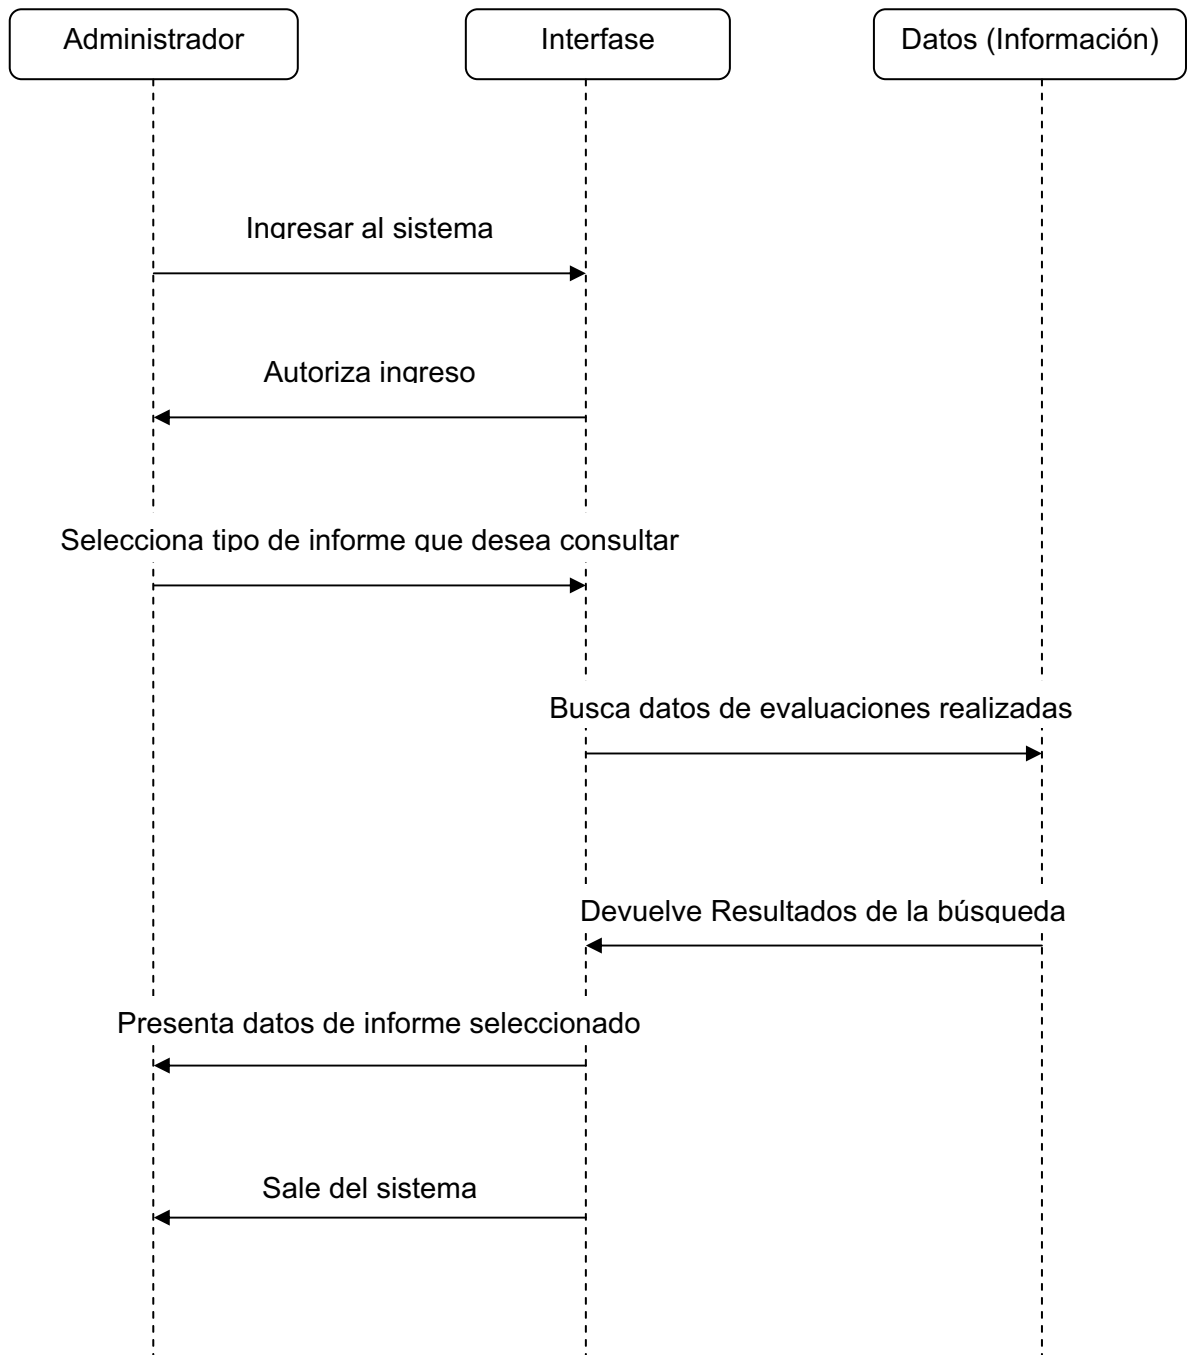 Administrador
Interfase
Datos (Información)
Ingresar al sistema
Autoriza ingreso
Selecciona tipo de informe que desea consultar
Busca datos de evaluaciones realizadas
Devuelve Resultados de la búsqueda
Presenta datos de informe seleccionado
Sale del sistema